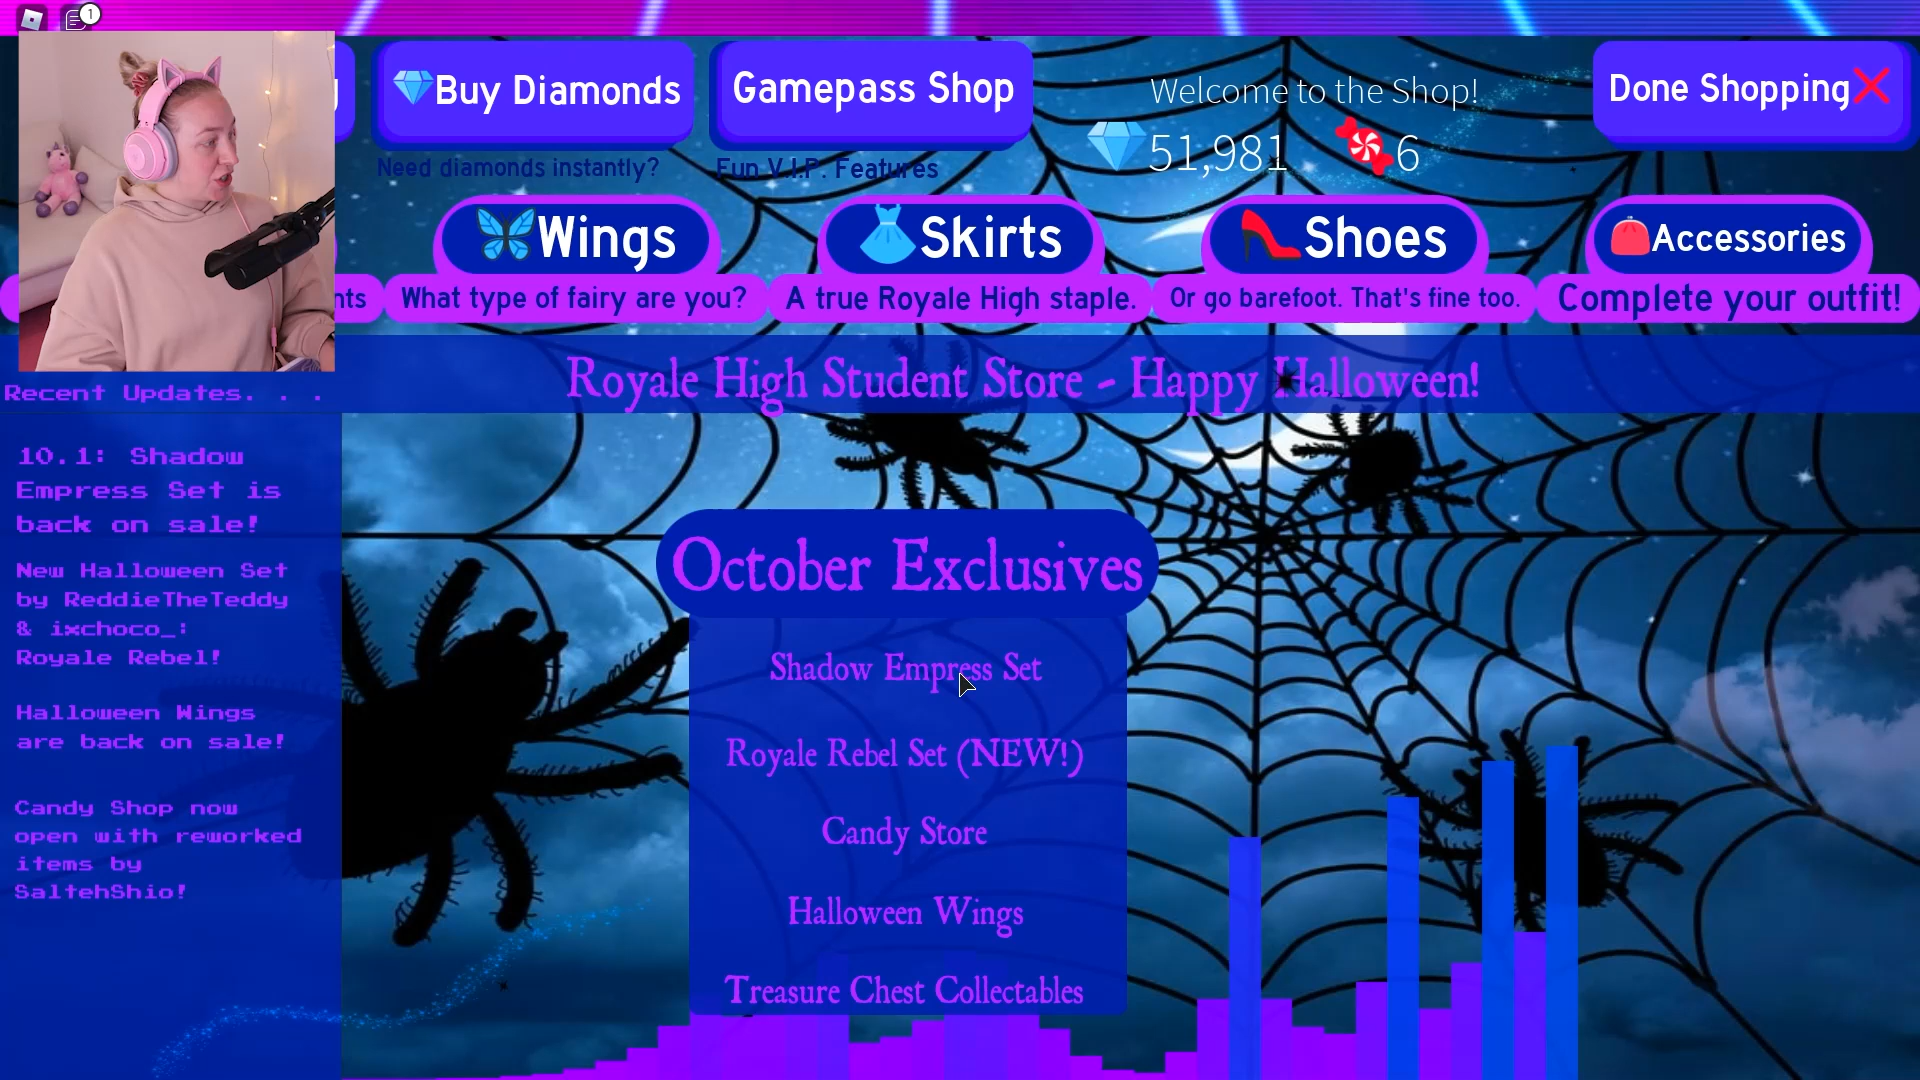 1
Buy Diamonds
Gamepass Shop
Welcome to the Shop!
Done Shopping
51,981
6
Need diamonds instantly?
Fun V.I.P. Features
Wings
Skirts
Shoes
Accessories
What type of fairy are you?
A true Royale High staple.
Or go barefoot. That's fine too.
Complete your outfit!
Royale High Student Store - Happy Halloween!
Recent Updates. . .
10.1: Shadow
Empress Set is
back on sale!
New Halloween Set
by ReddieTheTeddy
& ixchoco_:
Royale Rebel!
Halloween Wings
are back on sale!
Candy Shop now
open with reworked
items by
SaltehShio!
October Exclusives
Shadow Empress Set
Royale Rebel Set (NEW!)
Candy Store
Halloween Wings
Treasure Chest Collectables